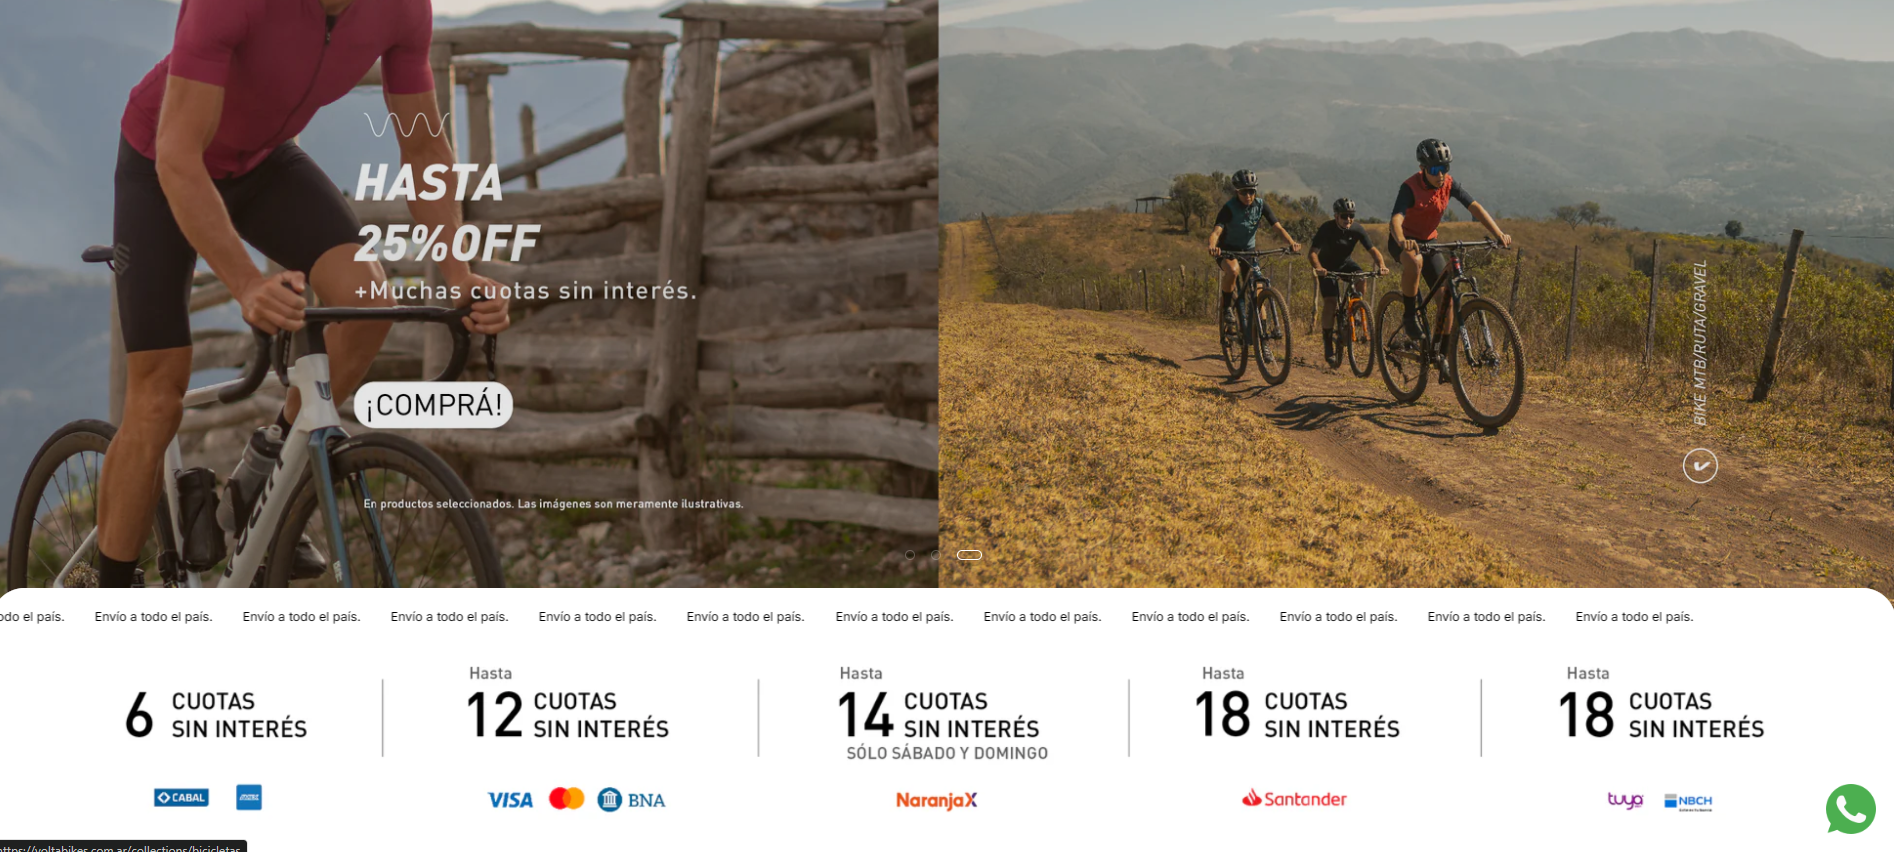 HASTA
25%OFF
+Muchas cuotas sin interés.
¡COMPRÁ!
En productos seleccionados. Las imágenes son meramente ilustrativas.
BIKE MTB/RUTA/GRAVEL
odo el país. Envío a todo el país. Envío a todo el país. Envío a todo el país. Envío a todo el país. Envío a todo el país. Envío a todo el país. Envío a todo el país. Envío a todo el país. Envío a todo el país. Envío a todo el país. Envío a todo el país.
6 CUOTAS
SIN INTERÉS
CABAL
Hasta
12 CUOTAS
SIN INTERÉS
VISA BNA
Hasta
14 CUOTAS
SIN INTERÉS
SÓLO SÁBADO Y DOMINGO
NaranjaX
Hasta
18 CUOTAS
SIN INTERÉS
Santander
Hasta
18 CUOTAS
SIN INTERÉS
tuya NBCH
https://voltabikes.com.ar/collections/bicicletas